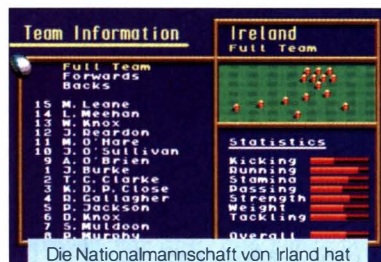 Team Information
Full Team
Forwards
Backs
15 M. Leane
14 L. Meehan
13 W. Knox
12 J. Reardon
11 M. O'Hare
10 J. O'Sullivan
9 A. O'Brien
1 J. Burke
2 T. C. Clarke
3 K. D. P. Close
4 R. Gallagher
5 P. Jackson
6 D. Knox
7 S. Muldoon
8 P. Murphy
Ireland
Full Team
Statistics
Kicking
Running
Stamina
Passing
Strength
Weight
Tackling
Overall
Die Nationalmannschaft von Irland hat